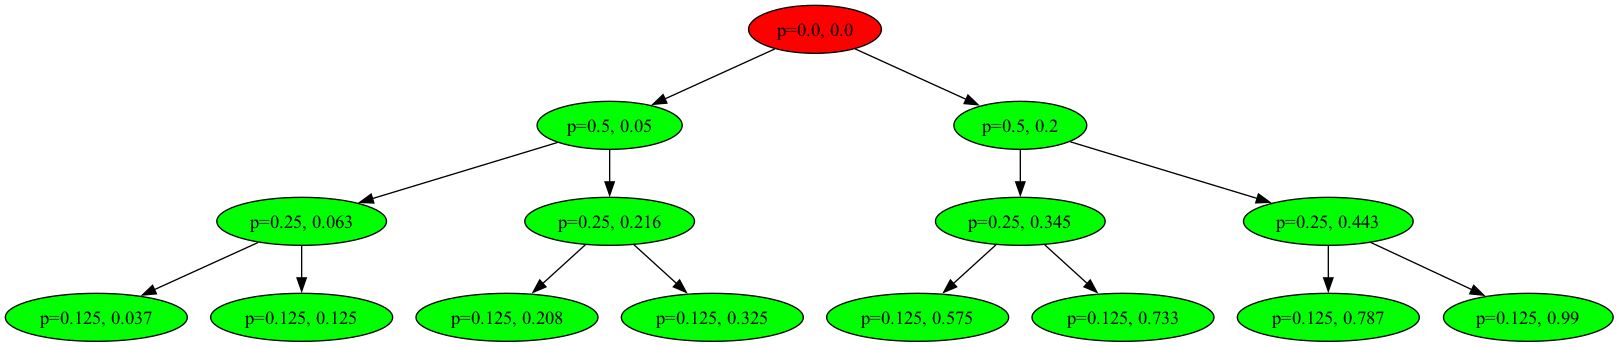 p=0.0, 0.0
p=0.5, 0.05
p=0.5, 0.2
p=0.25, 0.063
p=0.25, 0.216
p=0.25, 0.345
p=0.25, 0.443
p=0.125, 0.037
p=0.125, 0.125
p=0.125, 0.208
p=0.125, 0.325
p=0.125, 0.575
p=0.125, 0.733
p=0.125, 0.787
p=0.125, 0.99